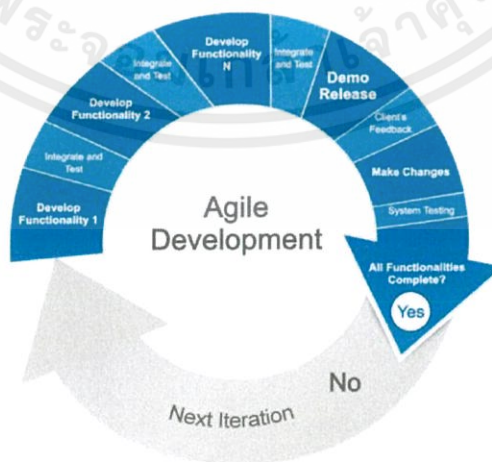 Develop
Functionality 1
Integrate and
Test
Develop
Functionality 2
Integrate
and Test
Develop
Functionality
N
Integrate
and Test
Demo
Release
Client's
Feedback
Make Changes
System Testing
All Functionalities
Complete?
Yes
No
Next Iteration
Agile
Development